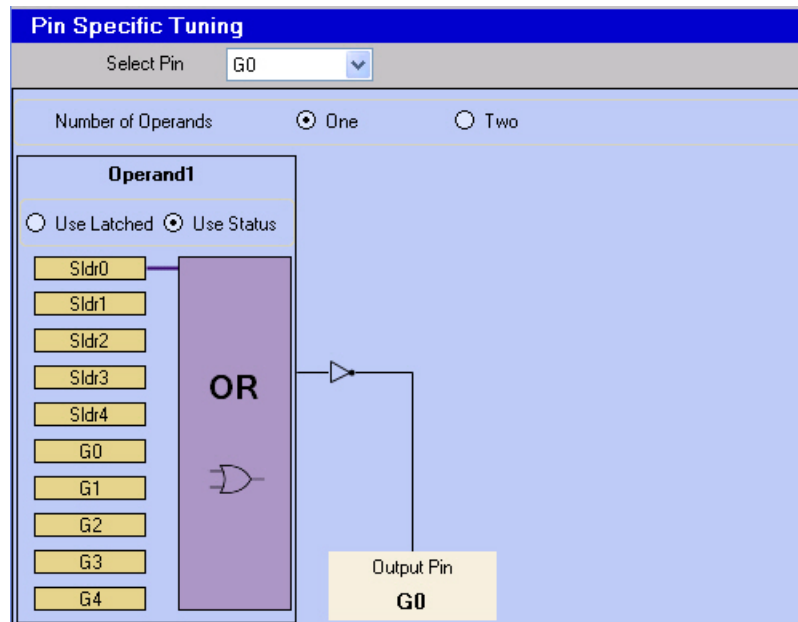 Pin Specific Tuning
Select Pin G0
Number of Operands One Two
Operand1
Use Latched Use Status
Sldr0
Sldr1
Sldr2
Sldr3
Sldr4
G0
G1
G2
G3
G4
OR
Output Pin
G0